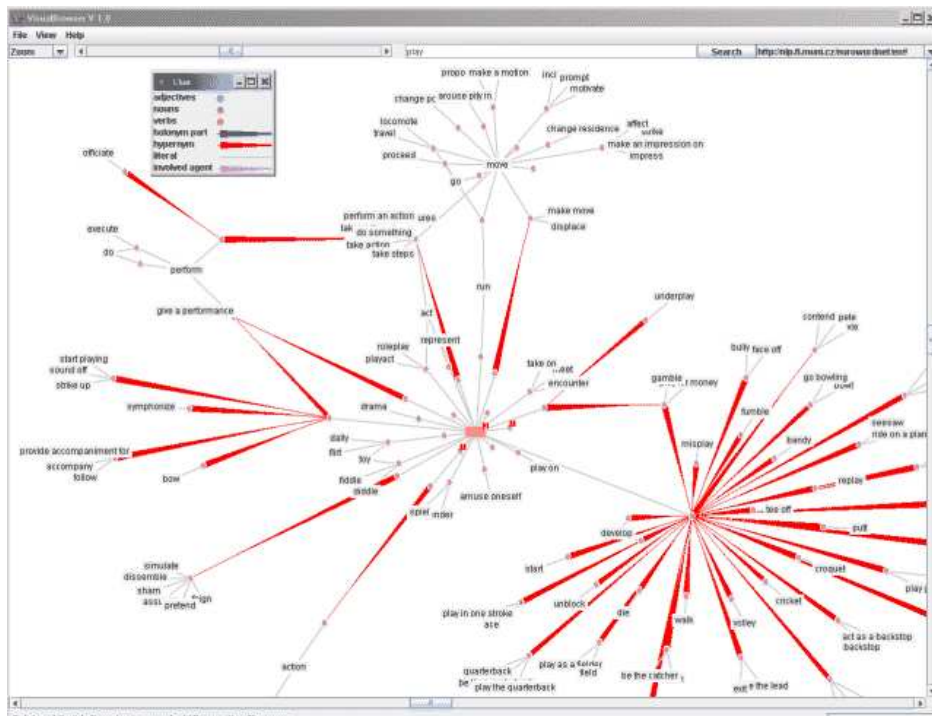 VisualBrowser V 1.0
File View Help
Zoom
play
Search
http://nlp.fi.muni.cz/eurowordnet/en#
adjectives
nouns
verbs
holonym part
hypernym
literal
involved agent
make a motion
prompt
motivate
arouse pity in
locomote
travel
change residence
affect
make an impression on
impress
proceed
move
officiate
go
make move
displace
perform an action
do something
take action
take steps
execute
do
perform
run
underplay
give a performance
act
represent
contend
vie
roleplay
playact
take on
encounter
bully
face off
start playing
sound off
strike up
gamble
go bowling
symphonize
drama
fumble
seesaw
misplay
bandy
dally
flirt
toy
provide accompaniment for
accompany
follow
bow
play on
replay
fiddle
diddle
amuse oneself
spiel
tee off
develop
putt
simulate
dissemble
sham
pretend
start
croquet
unblock
cricket
play in one stroke
ace
die
walk
volley
act as a backstop
backstop
action
quarterback
play the quarterback
field
be the catcher
exit